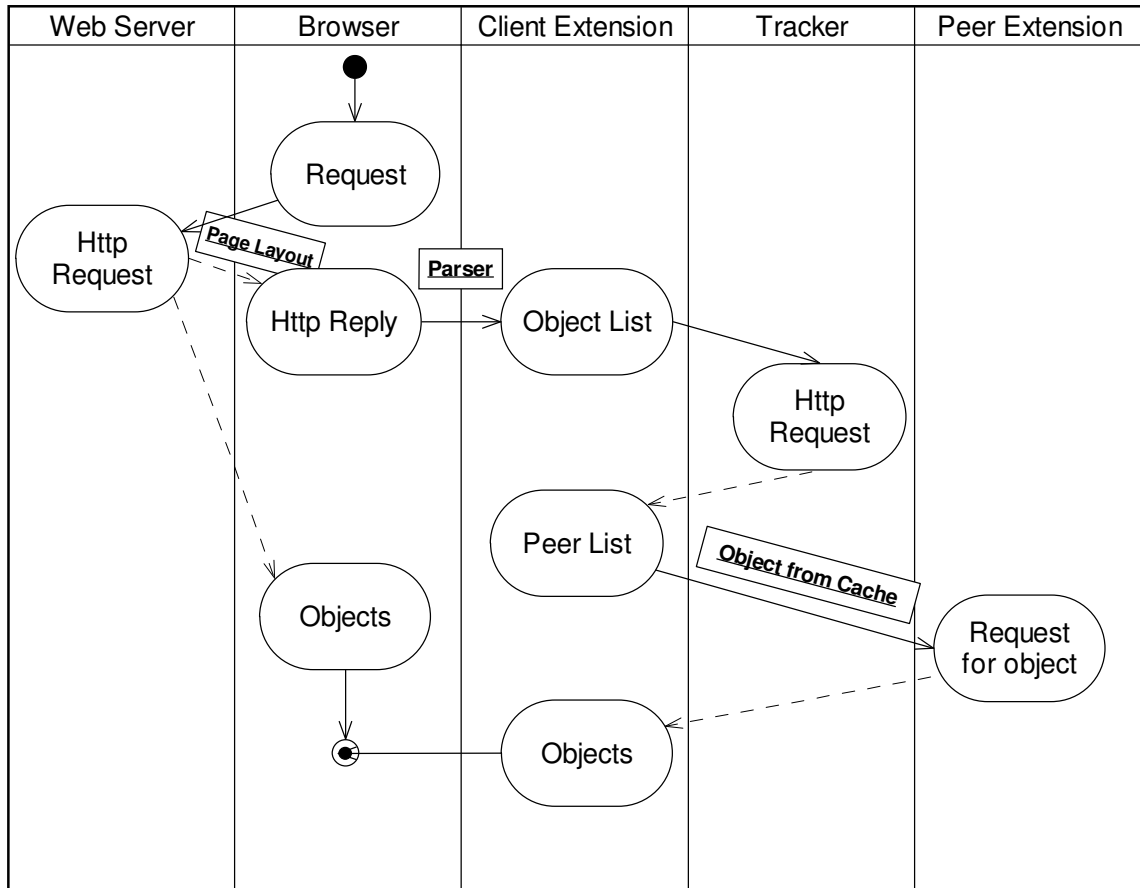 Web Server
Browser
Client Extension
Tracker
Peer Extension
Request
Http
Request
Page Layout
Parser
Http Reply
Object List
Http
Request
Peer List
Object from Cache
Objects
Request
for object
Objects